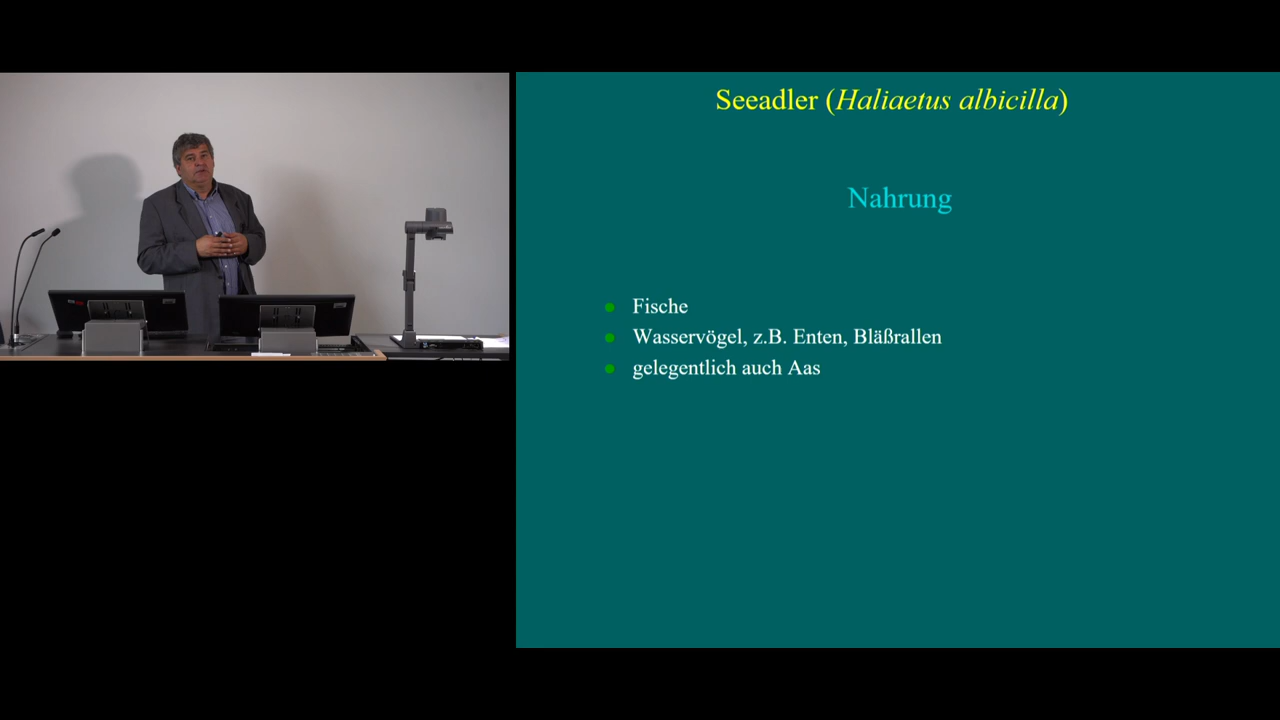 Seeadler (Haliaetus albicilla)
Nahrung
Fische
Wasservögel, z.B. Enten, Bläßrallen
gelegentlich auch Aas